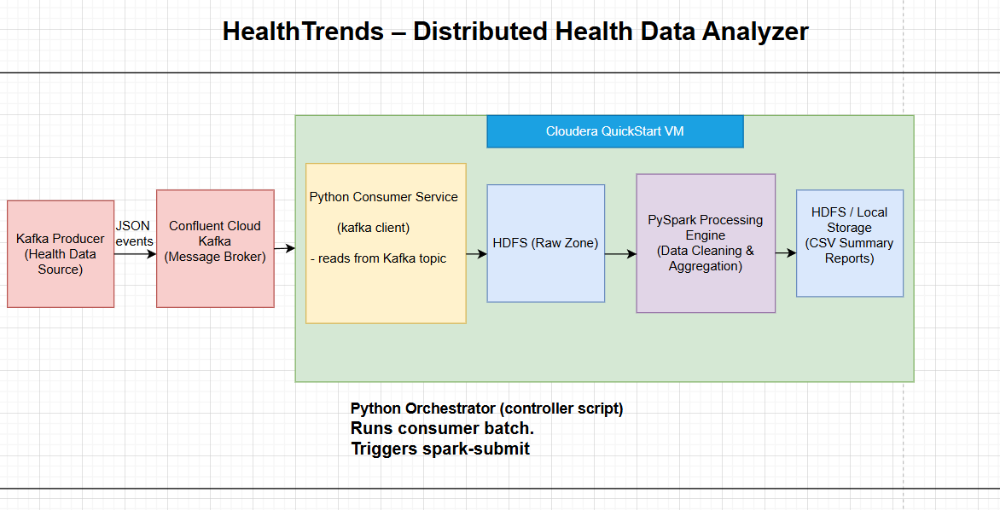 HealthTrends – Distributed Health Data Analyzer
Cloudera QuickStart VM
Kafka Producer
(Health Data
Source)
JSON
events
Confluent Cloud
Kafka
(Message Broker)
Python Consumer Service
(kafka client)
- reads from Kafka topic
HDFS (Raw Zone)
PySpark Processing
Engine
(Data Cleaning &
Aggregation)
HDFS / Local
Storage
(CSV Summary
Reports)
Python Orchestrator (controller script)
Runs consumer batch.
Triggers spark-submit